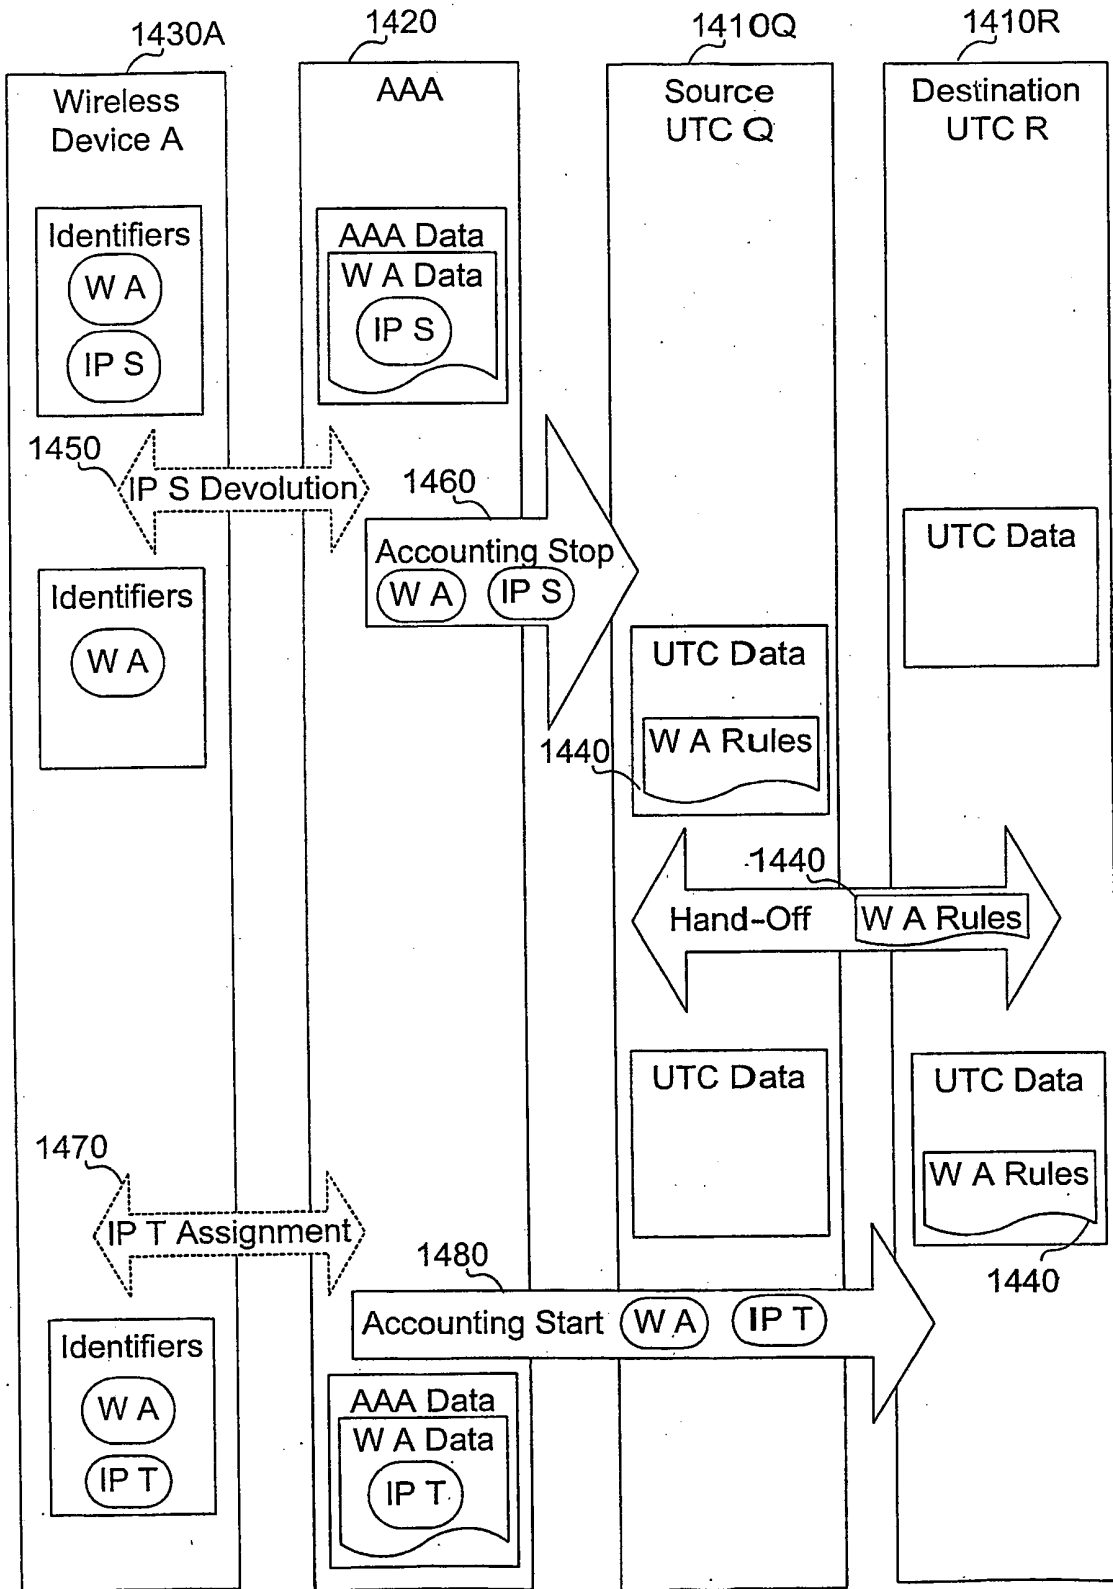 1430A
1420
1410Q
1410R
Wireless
Device A
AAA
Source
UTC Q
Destination
UTC R
Identifiers
W A
IP S
AAA Data
W A Data
IP S
1450
IP S Devolution
1460
Accounting Stop
W A
IP S
UTC Data
Identifiers
W A
UTC Data
1440
W A Rules
1440
Hand-Off
W A Rules
UTC Data
UTC Data
W A Rules
1440
1470
IP T Assignment
1480
Accounting Start
W A
IP T
Identifiers
W A
IP T
AAA Data
W A Data
IP T